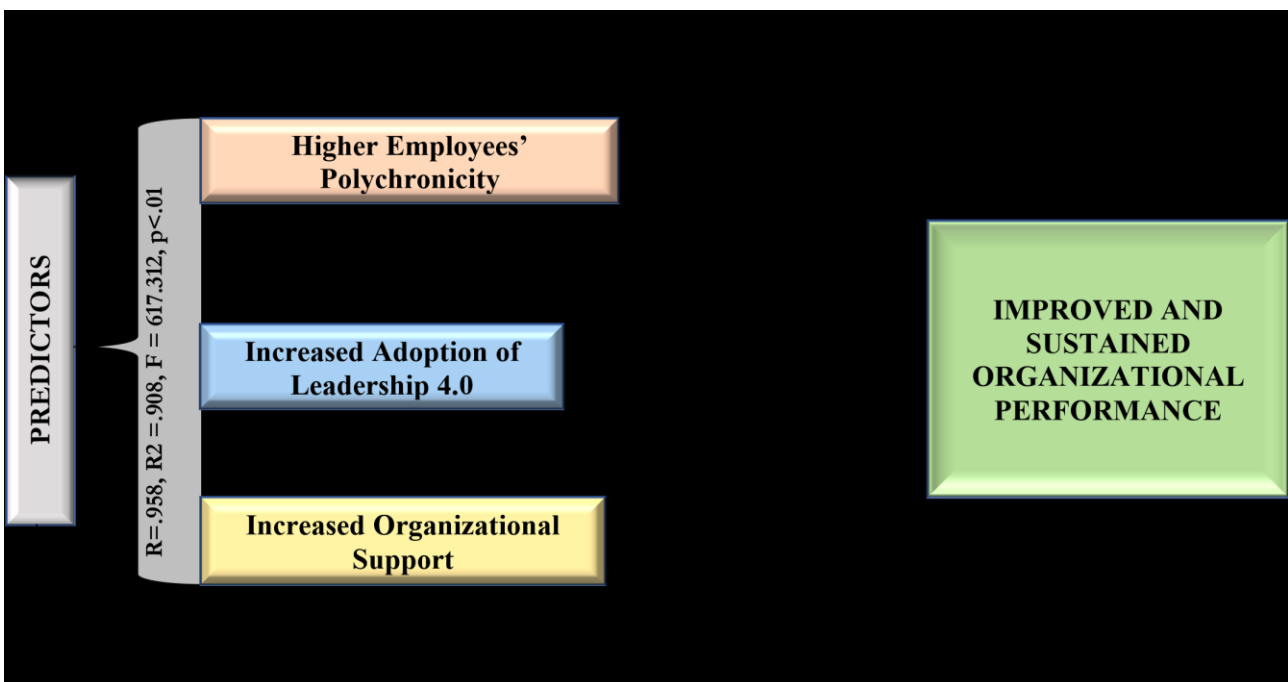 PREDICTORS
R=.958, R2 =.908, F = 617.312, p<.01
Higher Employees’
Polychronicity
Increased Adoption of
Leadership 4.0
Increased Organizational
Support
IMPROVED AND
SUSTAINED
ORGANIZATIONAL
PERFORMANCE